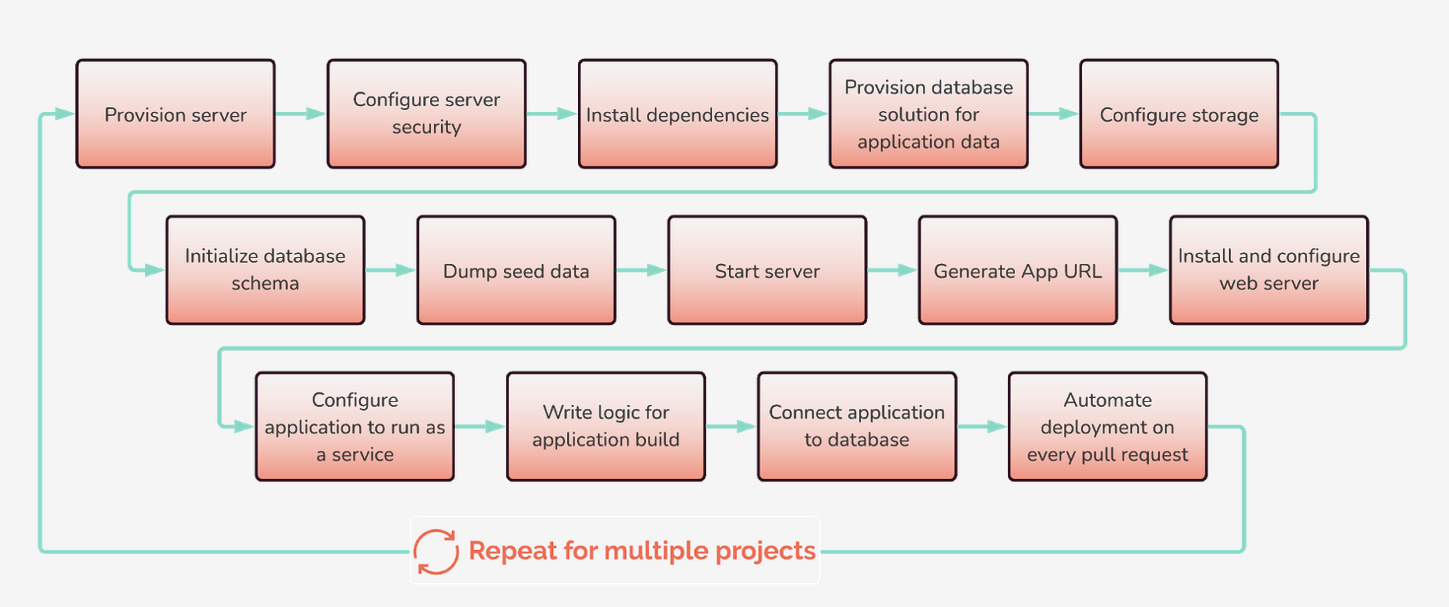 Provision server
Configure server
security
Install dependencies
Provision database
solution for
application data
Configure storage
Initialize database
schema
Dump seed data
Start server
Generate App URL
Install and configure
web server
Configure
application to run as
a service
Write logic for
application build
Connect application
to database
Automate
deployment on
every pull request
Repeat for multiple projects